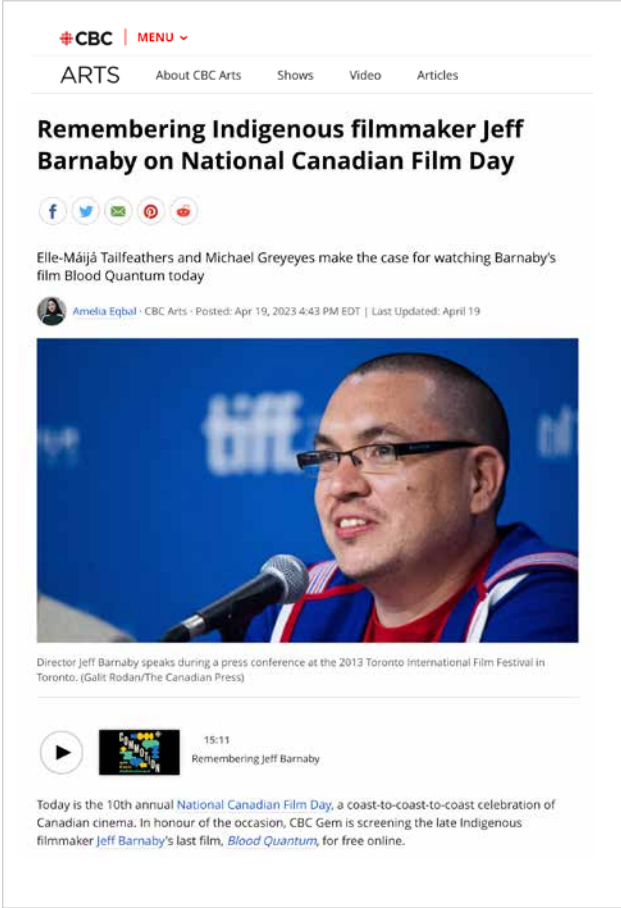 CBC MENU
ARTS About CBC Arts Shows Video Articles
Remembering Indigenous filmmaker Jeff
Barnaby on National Canadian Film Day
Elle-Máijá Tailfeathers and Michael Greyeyes make the case for watching Barnaby's
film Blood Quantum today
Amelia Eqbal · CBC Arts · Posted: Apr 19, 2023 4:43 PM EDT | Last Updated: April 19
tiff.
Director Jeff Barnaby speaks during a press conference at the 2013 Toronto International Film Festival in
Toronto. (Galit Rodan/The Canadian Press)
COMMOTION
15:11
Remembering Jeff Barnaby
Today is the 10th annual National Canadian Film Day, a coast-to-coast-to-coast celebration of
Canadian cinema. In honour of the occasion, CBC Gem is screening the late Indigenous
filmmaker Jeff Barnaby's last film, Blood Quantum, for free online.